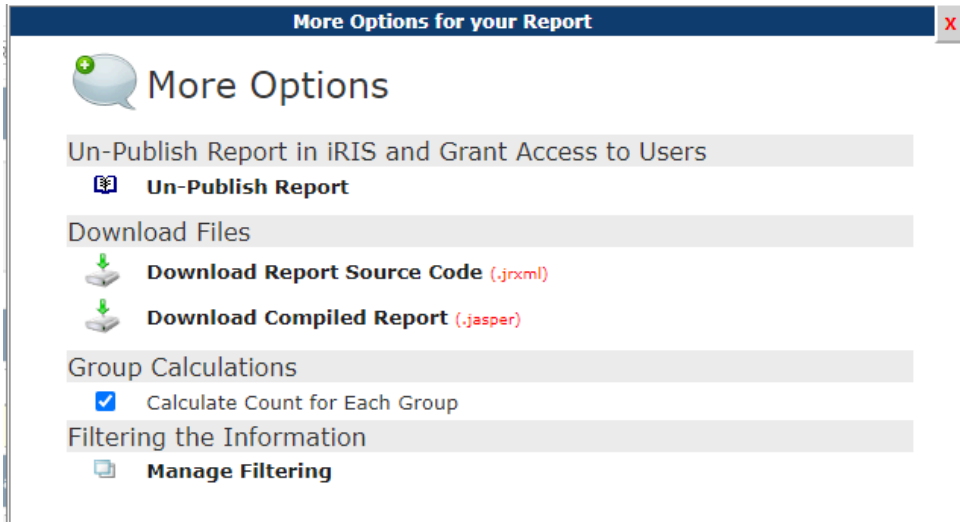 More Options for your Report
X
More Options
Un-Publish Report in iRIS and Grant Access to Users
Un-Publish Report
Download Files
Download Report Source Code (.jrxml)
Download Compiled Report (.jasper)
Group Calculations
Calculate Count for Each Group
Filtering the Information
Manage Filtering